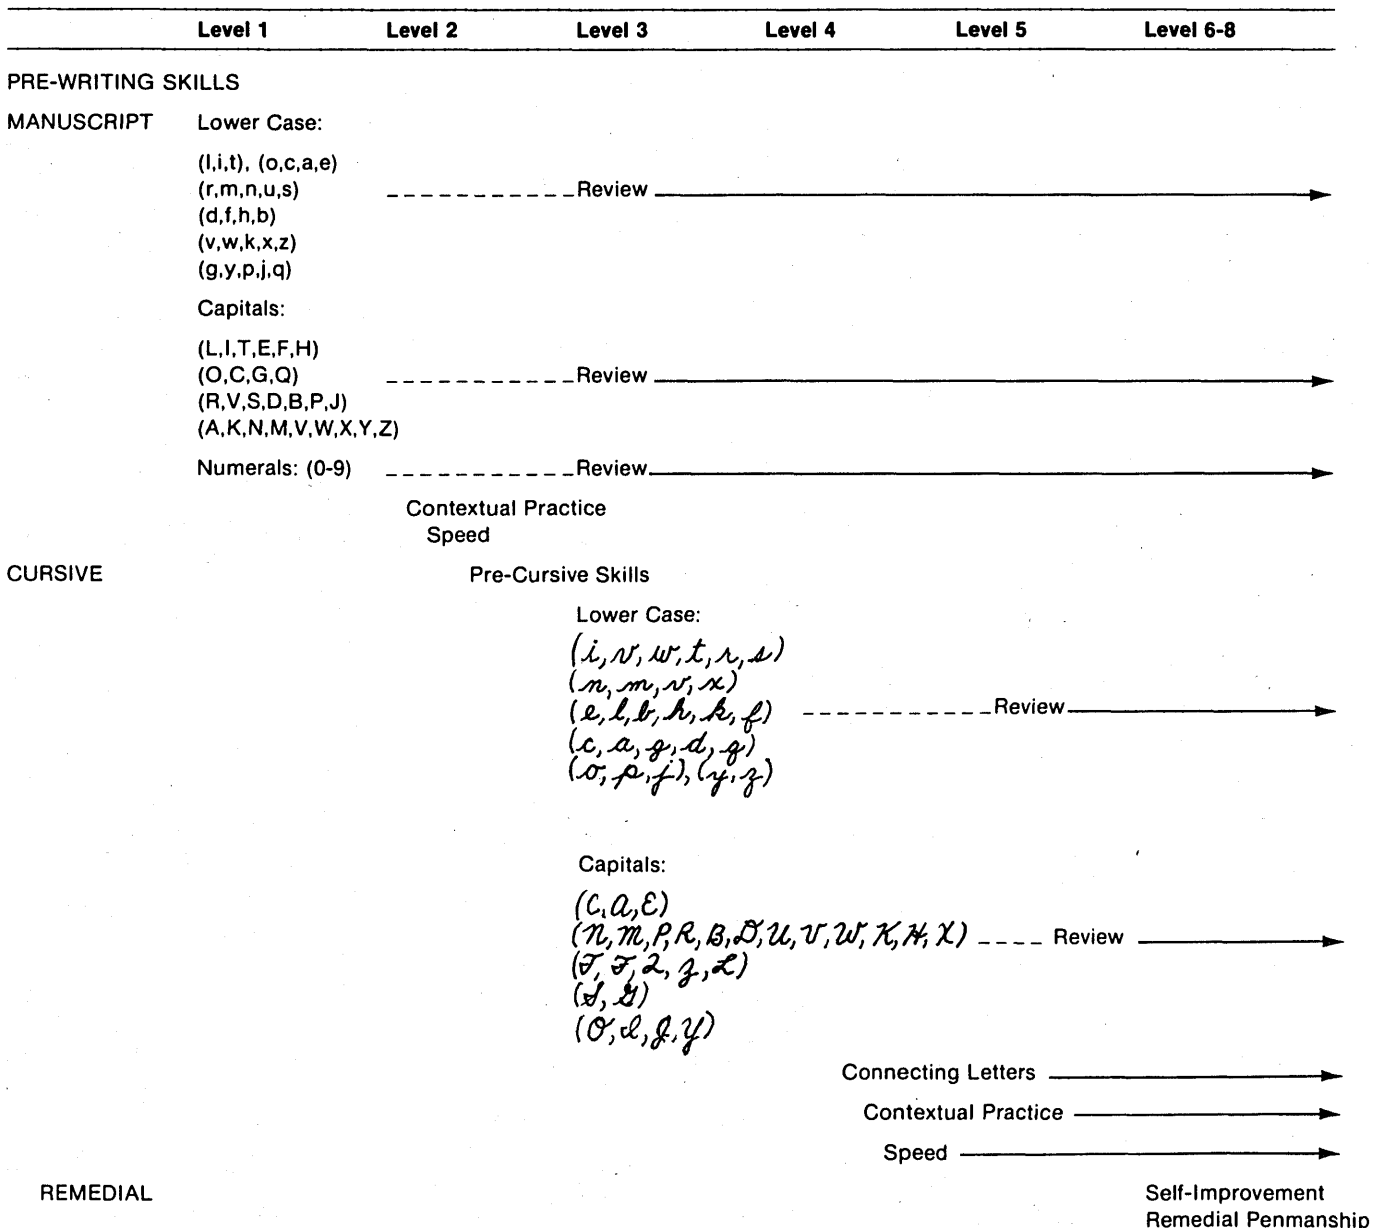 Level 1 Level 2 Level 3 Level 4 Level 5 Level 6-8
PRE-WRITING SKILLS
MANUSCRIPT Lower Case:
(l,i,t), (o,c,a,e)
(r,m,n,u,s) Review
(d,f,h,b)
(v,w,k,x,z)
(g,y,p,j,q)
Capitals:
(L,I,T,E,F,H)
(O,C,G,Q) Review
(R,V,S,D,B,P,J)
(A,K,N,M,V,W,X,Y,Z)
Numerals: (0-9) Review
Contextual Practice
Speed
CURSIVE Pre-Cursive Skills
Lower Case:
(i, v, w, t, r, s)
(n, m, v, x)
(e, l, b, h, k, f) Review
(c, a, g, d, q)
(o, p, j), (y, z)
Capitals:
(C, A, E)
(N, M, P, R, B, D, U, V, W, K, H, X) Review
(T, F, Q, Z, L)
(S, G)
(O, I, J, Y)
Connecting Letters
Contextual Practice
Speed
REMEDIAL Self-Improvement
Remedial Penmanship